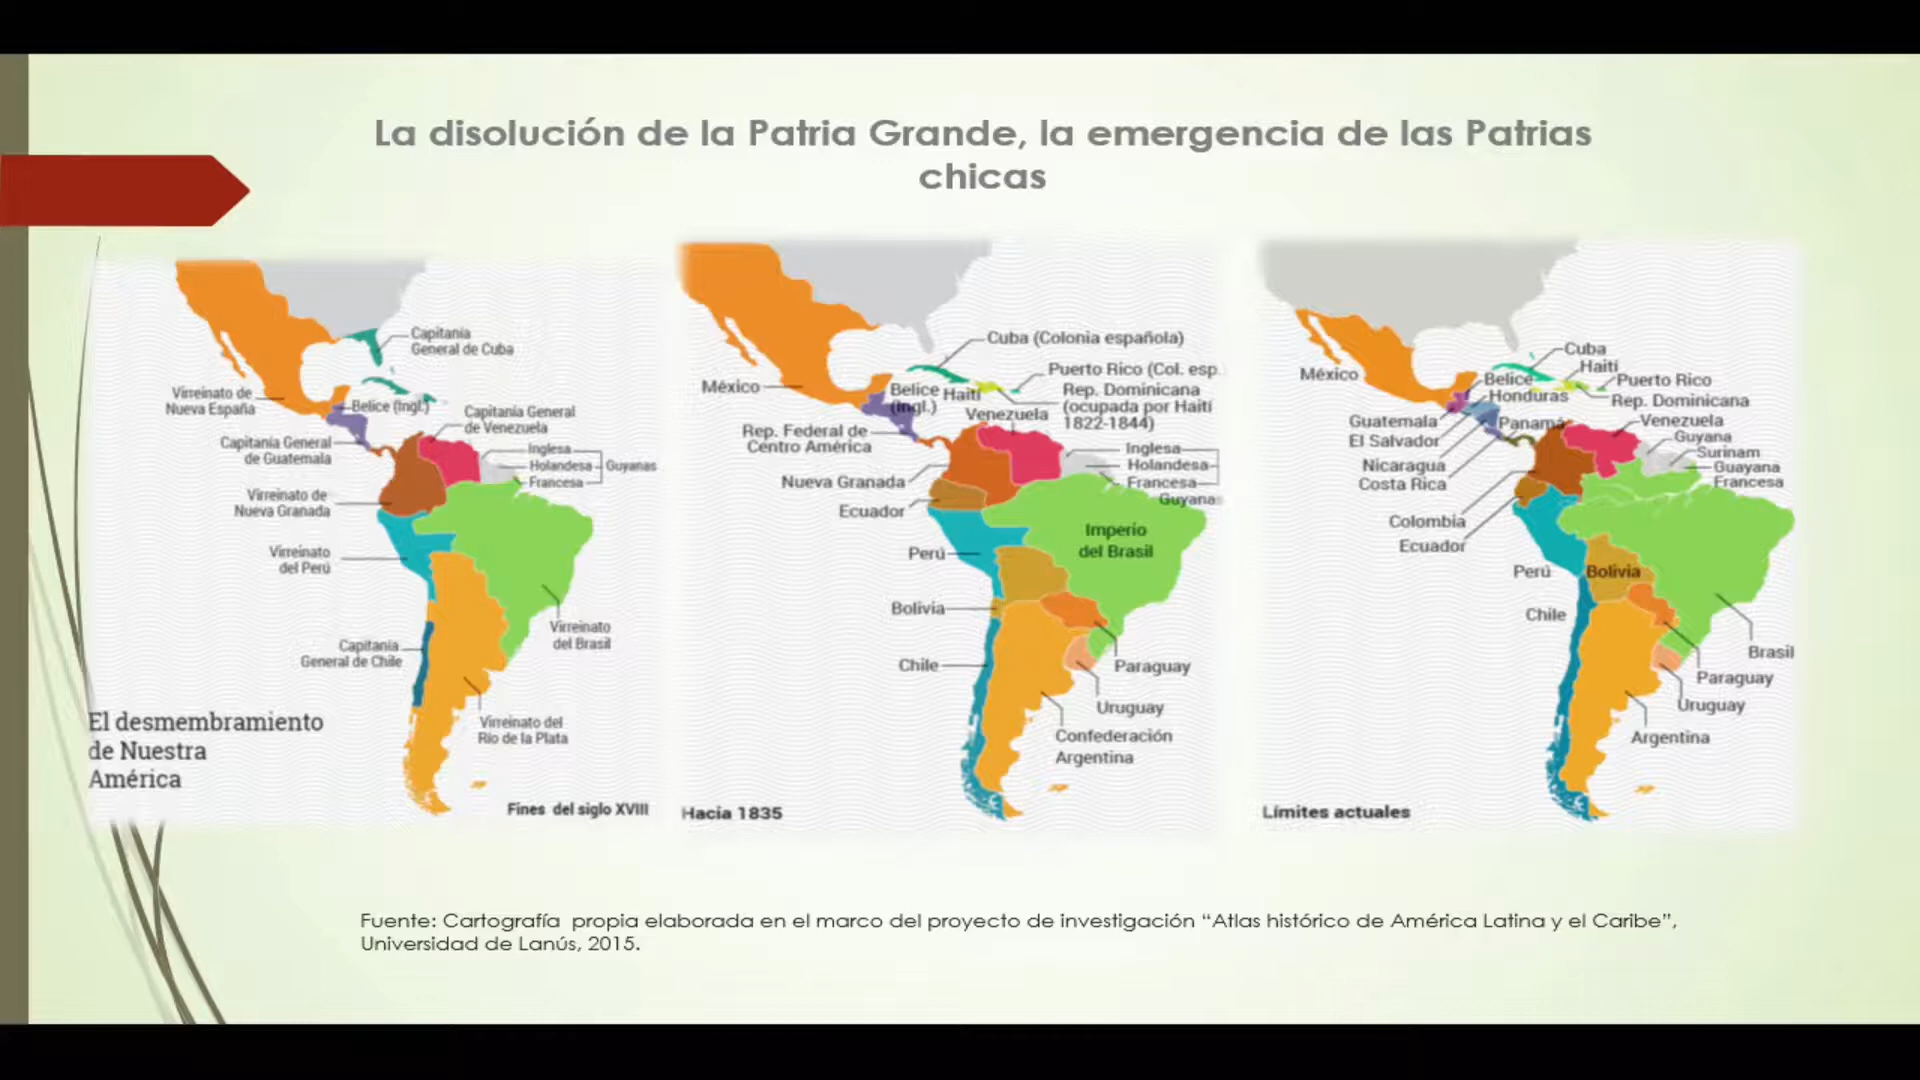 La disolución de la Patria Grande, la emergencia de las Patrias
chicas
Capitanía
General de Cuba
Virreinato de
Nueva España
Belice (Ingl.)
Capitanía General
de Venezuela
Capitanía General
de Guatemala
Inglesa
Holandesa
Guyanas
Francesa
Virreinato de
Nueva Granada
Virreinato
del Perú
Virreinato
del Brasil
Capitanía
General de Chile
Virreinato del
Río de la Plata
El desmembramiento
de Nuestra
América
Fines del siglo XVIII
Cuba (Colonia española)
Puerto Rico (Col. esp.
México
Belice
(Ingl.)
Haití
Rep. Dominicana
(ocupada por Haití
1822-1844)
Venezuela
Rep. Federal de
Centro América
Inglesa
Holandesa
Francesa
Guyanas
Nueva Granada
Ecuador
Imperio
del Brasil
Perú
Bolivia
Chile
Paraguay
Uruguay
Confederación
Argentina
Hacia 1835
Cuba
Haití
México
Belice
Puerto Rico
Honduras
Rep. Dominicana
Guatemala
Panamá
Venezuela
El Salvador
Guyana
Surinam
Nicaragua
Guayana
Francesa
Costa Rica
Colombia
Ecuador
Perú
Bolivia
Chile
Brasil
Paraguay
Uruguay
Argentina
Límites actuales
Fuente: Cartografía propia elaborada en el marco del proyecto de investigación “Atlas histórico de América Latina y el Caribe”,
Universidad de Lanús, 2015.